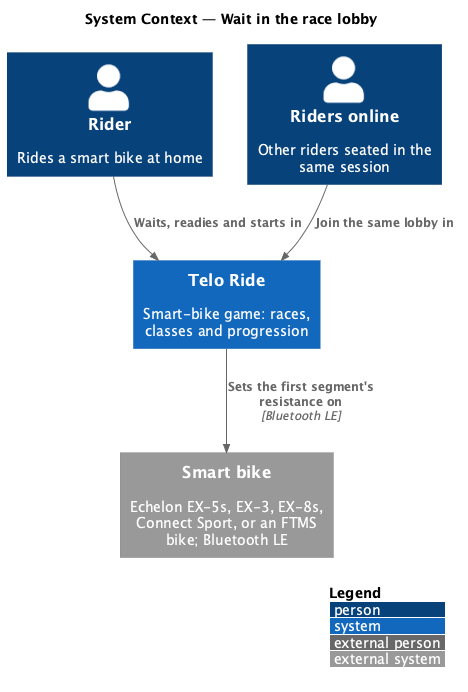 System Context — Wait in the race lobby
Rider
Rides a smart bike at home
Riders online
Other riders seated in the
same session
Waits, readies and starts in
Join the same lobby in
Telo Ride
Smart-bike game: races,
classes and progression
Sets the first segment's
resistance on
[Bluetooth LE]
Smart bike
Echelon EX-5s, EX-3, EX-8s,
Connect Sport, or an FTMS
bike; Bluetooth LE
Legend
person
system
external person
external system